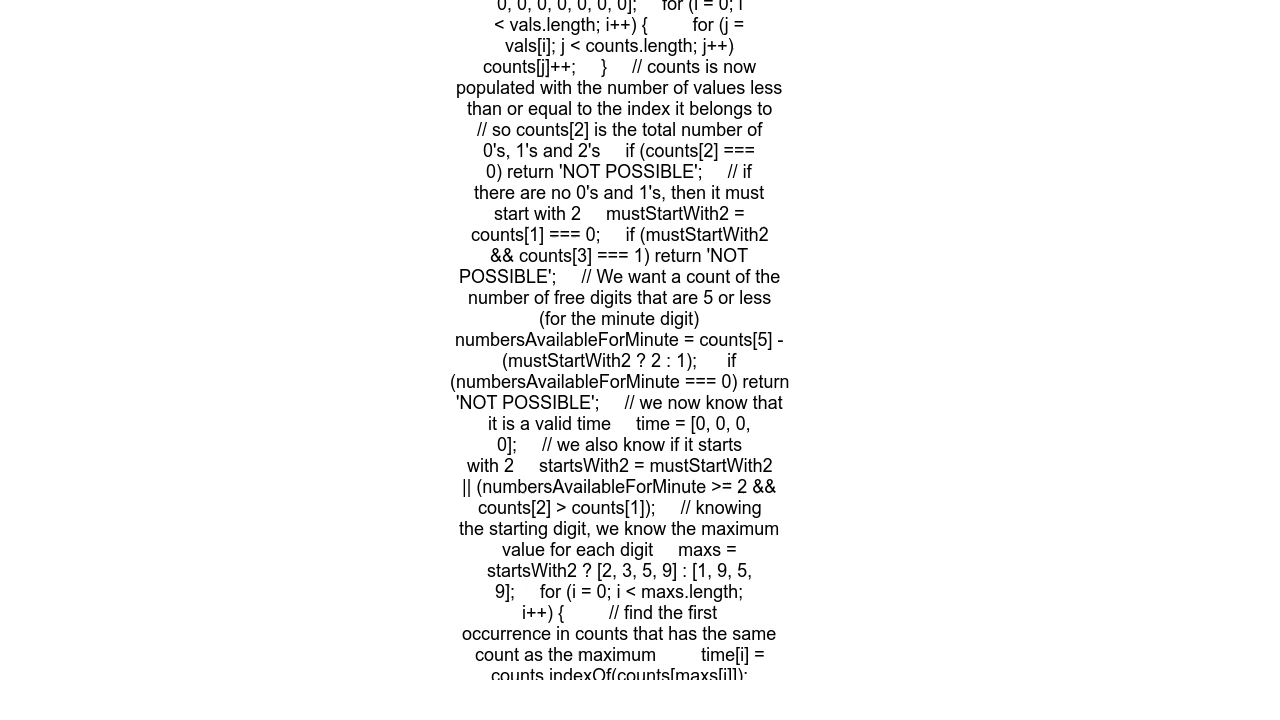 0, 0, 0, 0, 0, 0, 0];     for (i = 0; i
< vals.length; i++) {         for (j =
vals[i]; j < counts.length; j++)
counts[j]++;     }     // counts is now
populated with the number of values less
than or equal to the index it belongs to
// so counts[2] is the total number of
0's, 1's and 2's     if (counts[2] ===
0) return 'NOT POSSIBLE';     // if
there are no 0's and 1's, then it must
start with 2     mustStartWith2 =
counts[1] === 0;     if (mustStartWith2
&& counts[3] === 1) return 'NOT
POSSIBLE';     // We want a count of the
number of free digits that are 5 or less
(for the minute digit)
numbersAvailableForMinute = counts[5] -
(mustStartWith2 ? 2 : 1);      if
(numbersAvailableForMinute === 0) return
'NOT POSSIBLE';     // we now know that
it is a valid time     time = [0, 0, 0,
0];     // we also know if it starts
with 2     startsWith2 = mustStartWith2
|| (numbersAvailableForMinute >= 2 &&
counts[2] > counts[1]);     // knowing
the starting digit, we know the maximum
value for each digit     maxs =
startsWith2 ? [2, 3, 5, 9] : [1, 9, 5,
9];     for (i = 0; i < maxs.length;
i++) {         // find the first
occurrence in counts that has the same
count as the maximum         time[i] =
counts.indexOf(counts[maxs[i]]);